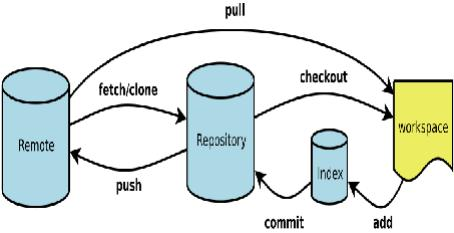 pull
fetch/clone
checkout
Remote
Repository
workspace
Index
push
commit
add